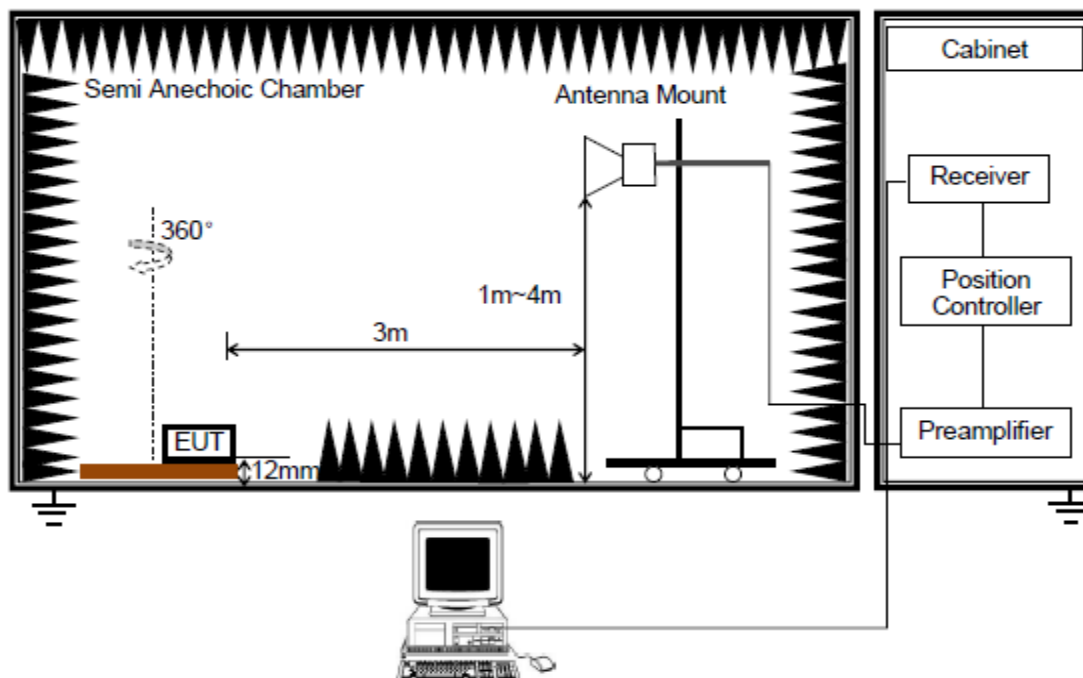 Cabinet
Semi Anechoic Chamber
Antenna Mount
Receiver
360°
1m~4m
Position
Controller
3m
EUT
Preamplifier
12mm